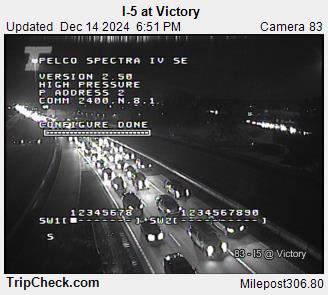 I-5 at Victory
Updated Dec 14 2024 6:51 PM Camera 83
PELCO SPECTRA IV SE
VERSION 2.50
HIGH PRESSURE
P ADDRESS 2
COMM 2400.N.8.1.
CONFIGURE DONE
12345678 1234567890
SW1[ SW2[ ]
S
83 - I5 @ Victory
TripCheck.com Milepost306.80